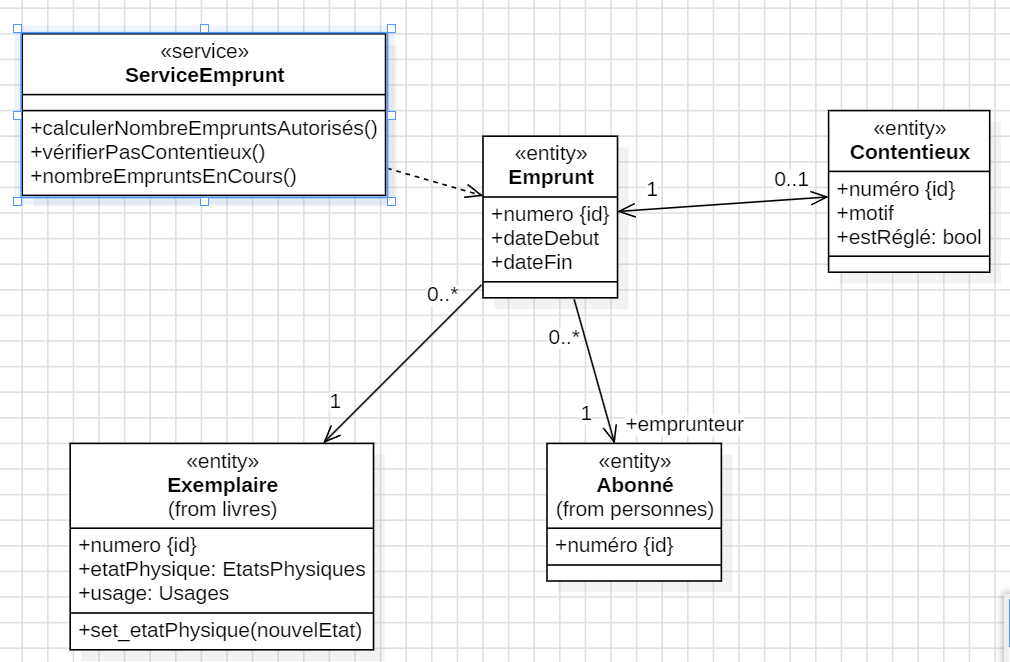 «service»
ServiceEmprunt
+calculerNombreEmpruntsAutorisés()
+vérifierPasContentieux()
+nombreEmpruntsEnCours()
«entity»
Emprunt
+numero {id}
+dateDebut
+dateFin
1
0..1
«entity»
Contentieux
+numéro {id}
+motif
+estRéglé: bool
0..*
1
0..*
1
+emprunteur
«entity»
Exemplaire
(from livres)
+numero {id}
+etatPhysique: EtatsPhysiques
+usage: Usages
+set_etatPhysique(nouvelEtat)
«entity»
Abonné
(from personnes)
+numéro {id}